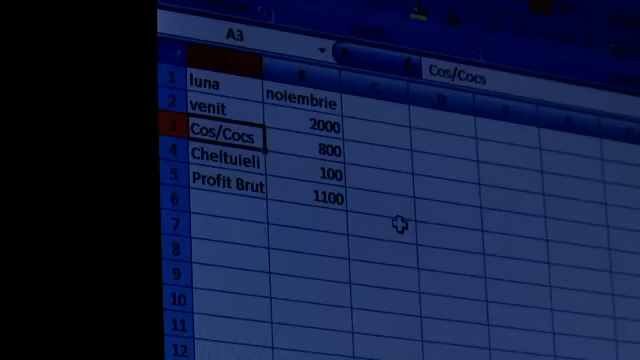 A3
Cos/Cocs
A B C D E F
1 luna noiembrie
2 venit 2000
3 Cos/Cocs 800
4 Cheltuieli 100
5 Profit Brut 1100
6
7
8
9
10
11
12